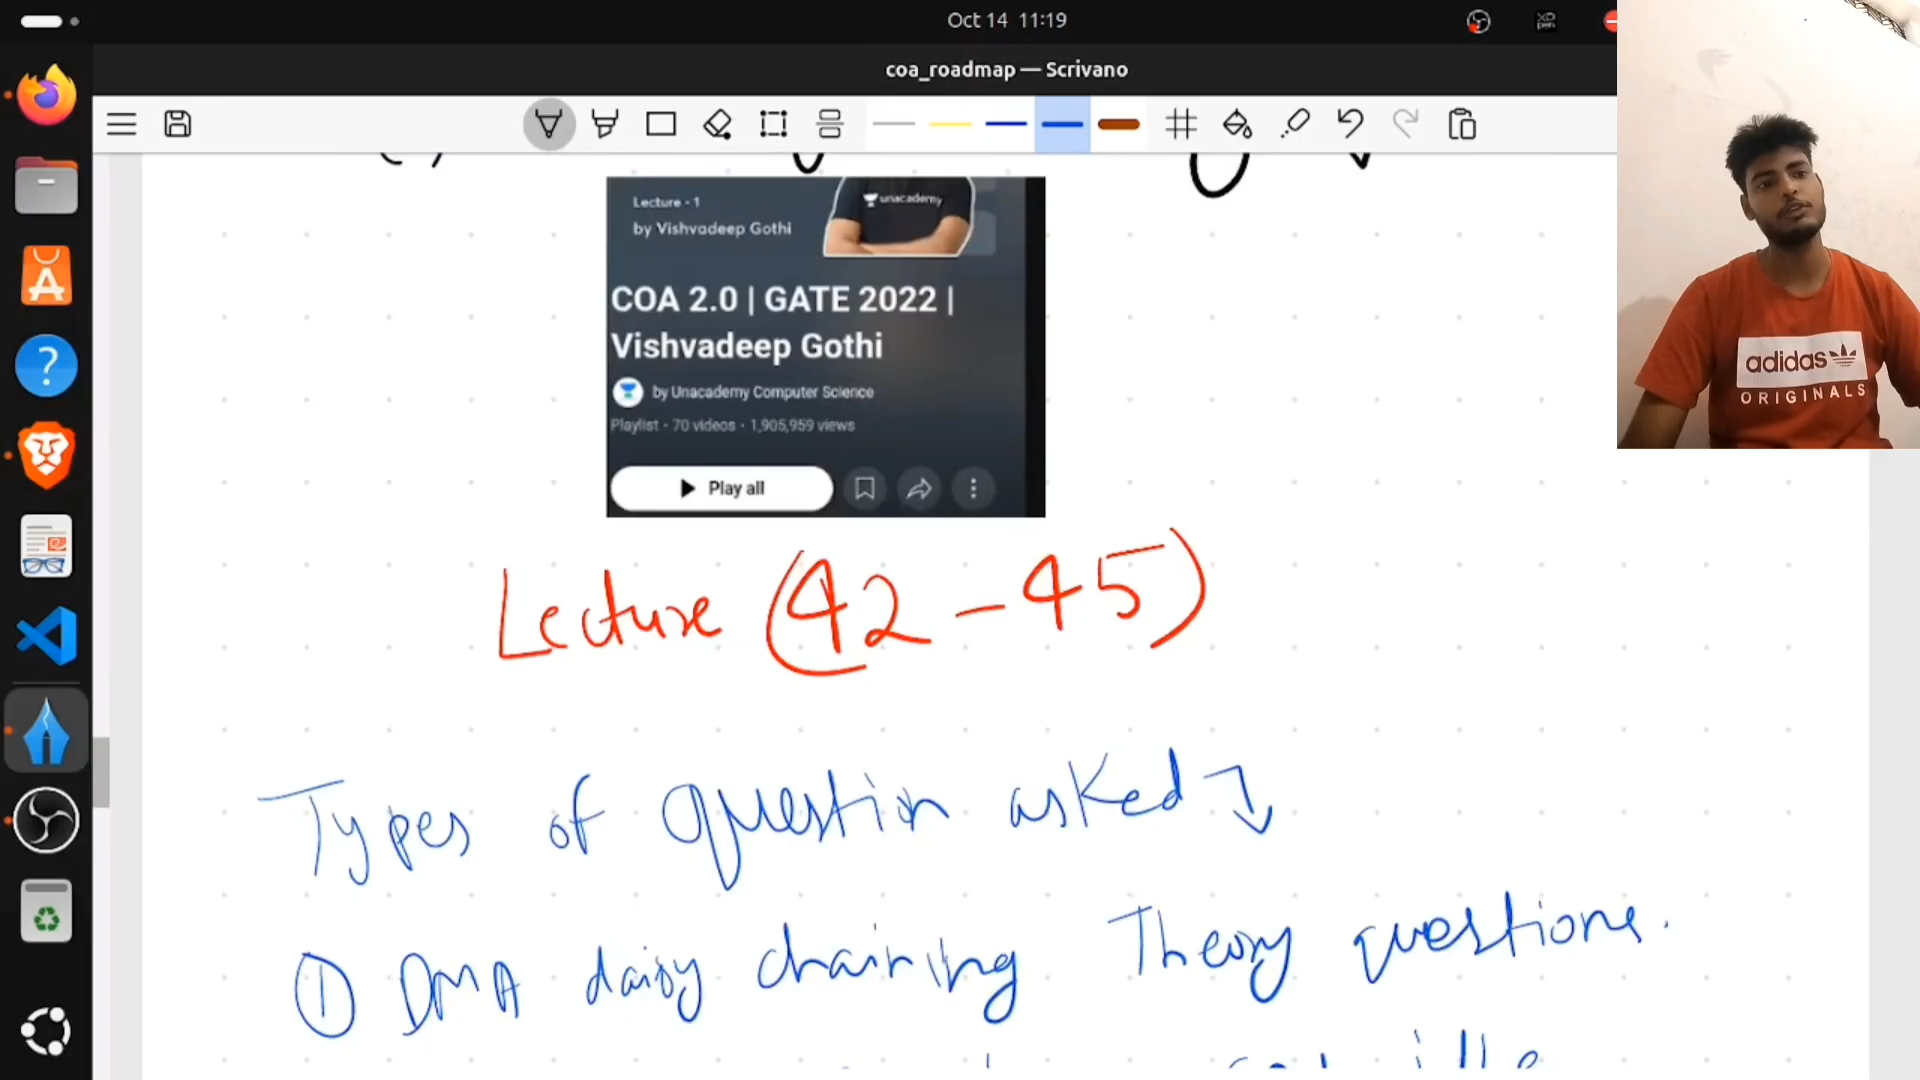 Oct 14 11:19
coa_roadmap — Scrivano
Lecture - 1
unacademy
by Vishvadeep Gothi
COA 2.0 | GATE 2022 |
Vishvadeep Gothi
by Unacademy Computer Science
Playlist • 70 videos • 1,905,959 views
Play all
adidas
ORIGINALS
Lecture (42-45)
Types of question asked
① DMA daisy chaining Theory questions.